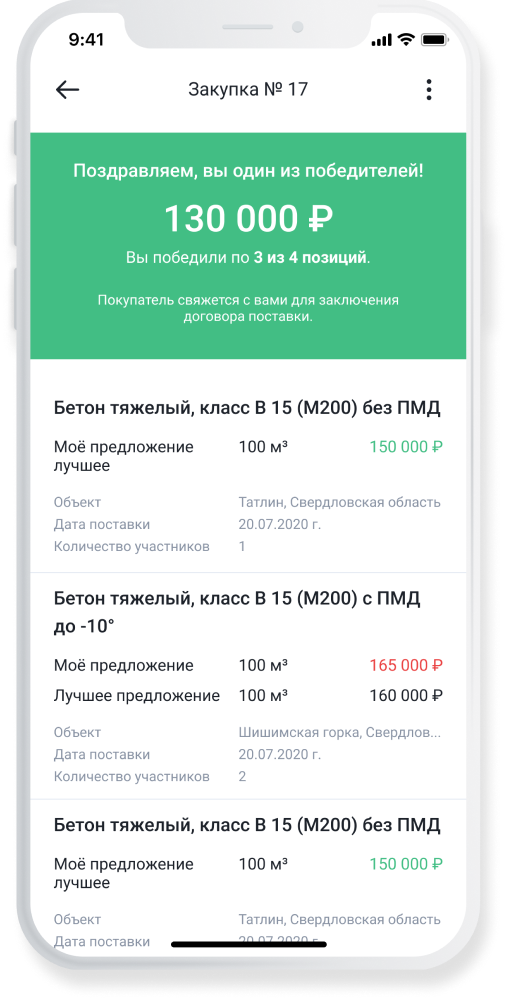 9:41
Закупка № 17
Поздравляем, вы один из победителей!
130 000 ₽
Вы победили по 3 из 4 позиций.
Покупатель свяжется с вами для заключения
договора поставки.
Бетон тяжелый, класс В 15 (М200) без ПМД
Моё предложение 100 м³ 150 000 ₽
лучшее
Объект Татлин, Свердловская область
Дата поставки 20.07.2020 г.
Количество участников 1
Бетон тяжелый, класс В 15 (М200) с ПМД
до -10°
Моё предложение 100 м³ 165 000 ₽
Лучшее предложение 100 м³ 160 000 ₽
Объект Шишимская горка, Свердлов...
Дата поставки 20.07.2020 г.
Количество участников 2
Бетон тяжелый, класс В 15 (М200) без ПМД
Моё предложение 100 м³ 150 000 ₽
лучшее
Объект Татлин, Свердловская область
Дата поставки 20.07.2020 г.